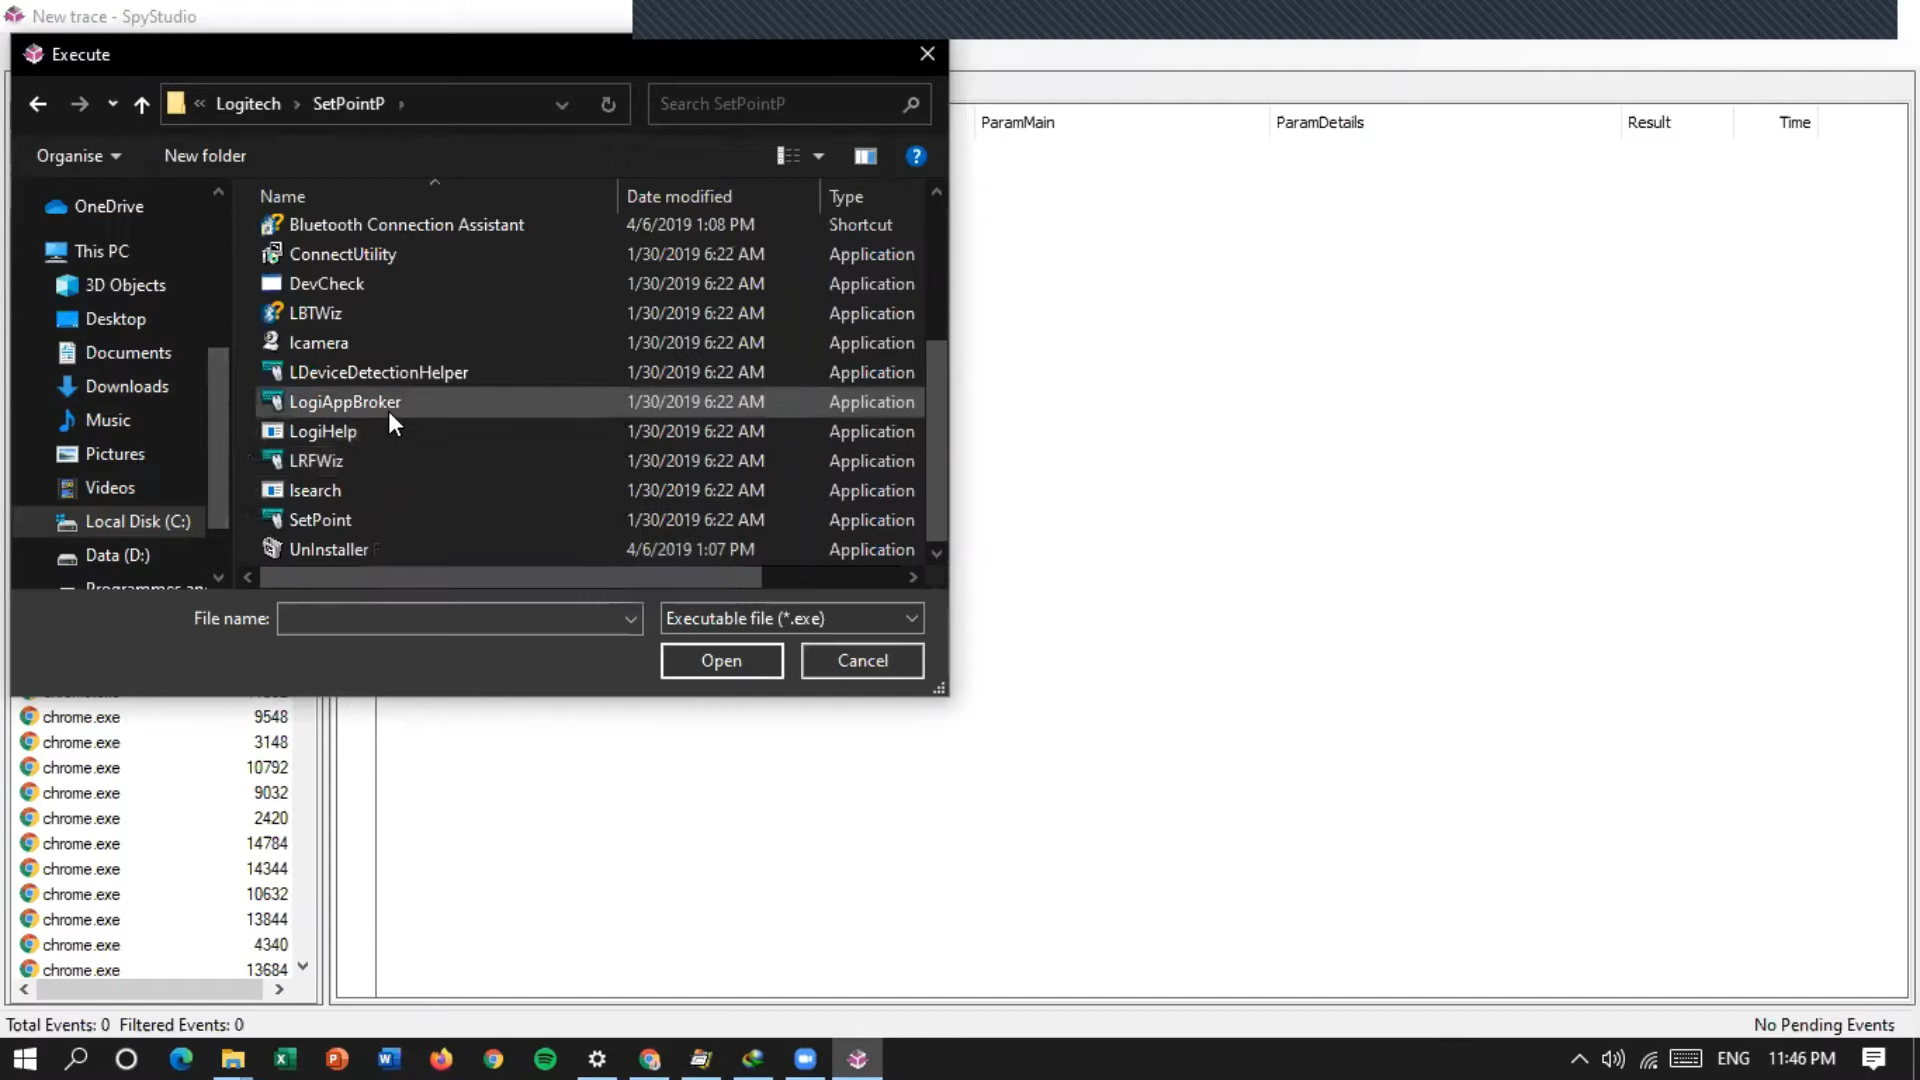 New trace - SpyStudio
Execute
« Logitech › SetPointP ›
Search SetPointP
Organise
New folder
Name Date modified Type
OneDrive
This PC
3D Objects
Desktop
Documents
Downloads
Music
Pictures
Videos
Local Disk (C:)
Data (D:)
Bluetooth Connection Assistant 4/6/2019 1:08 PM Shortcut
ConnectUtility 1/30/2019 6:22 AM Application
DevCheck 1/30/2019 6:22 AM Application
LBTWiz 1/30/2019 6:22 AM Application
lcamera 1/30/2019 6:22 AM Application
LDeviceDetectionHelper 1/30/2019 6:22 AM Application
LogiAppBroker 1/30/2019 6:22 AM Application
LogiHelp 1/30/2019 6:22 AM Application
LRFWiz 1/30/2019 6:22 AM Application
lsearch 1/30/2019 6:22 AM Application
SetPoint 1/30/2019 6:22 AM Application
UnInstaller 4/6/2019 1:07 PM Application
File name:
Executable file (*.exe)
Open
Cancel
ParamMain ParamDetails Result Time
chrome.exe 9548
chrome.exe 3148
chrome.exe 10792
chrome.exe 9032
chrome.exe 2420
chrome.exe 14784
chrome.exe 14344
chrome.exe 10632
chrome.exe 13844
chrome.exe 4340
chrome.exe 13684
Total Events: 0 Filtered Events: 0
No Pending Events
ENG 11:46 PM